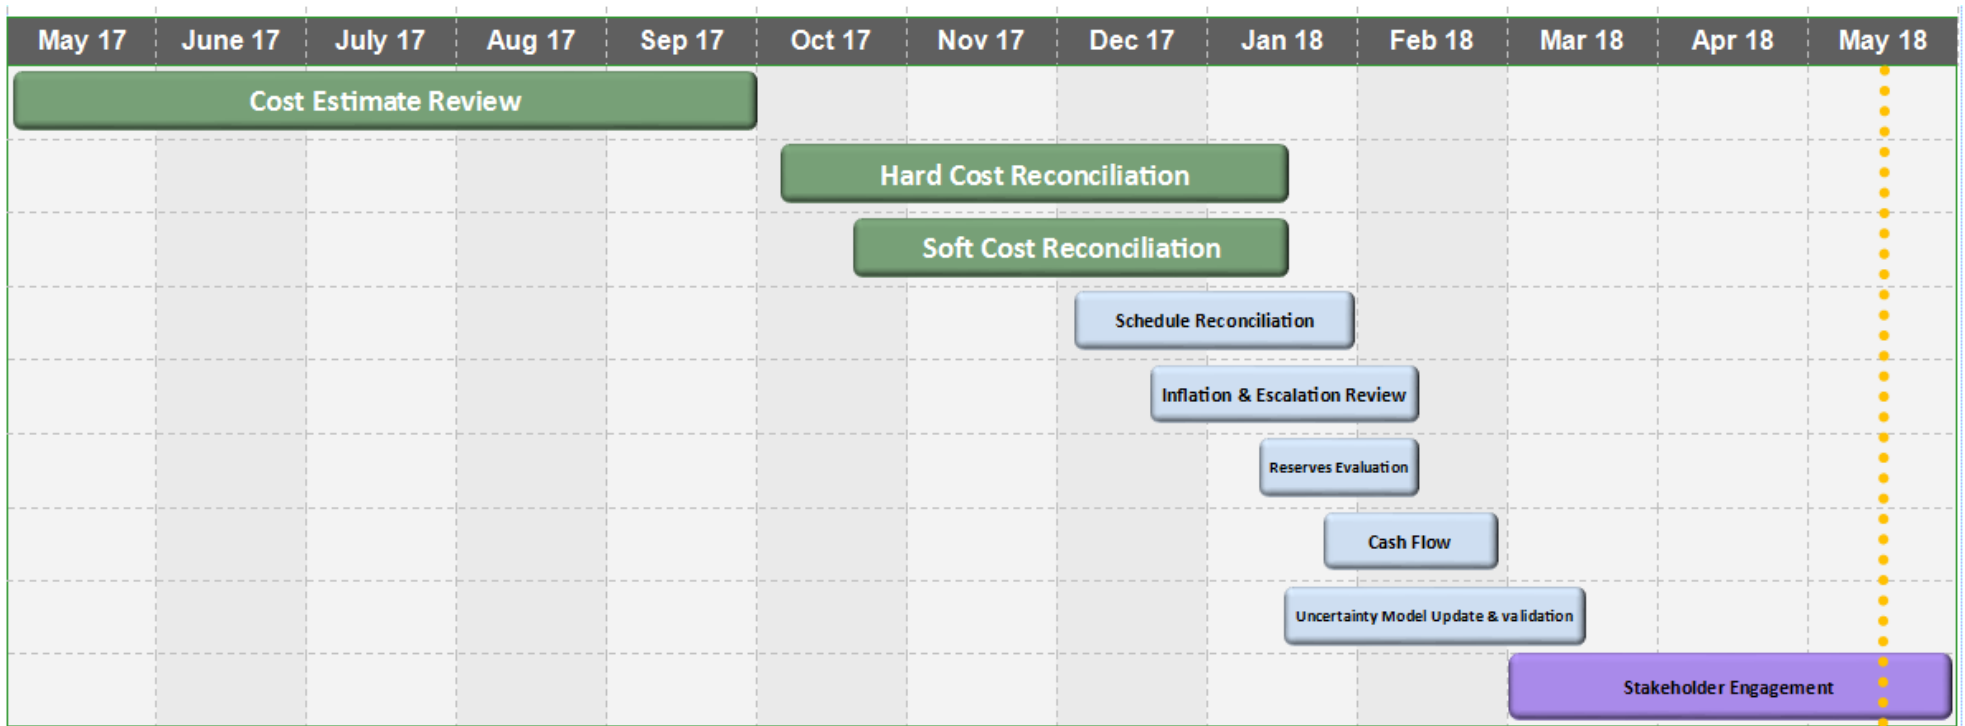 May 17 June 17 July 17 Aug 17 Sep 17 Oct 17 Nov 17 Dec 17 Jan 18 Feb 18 Mar 18 Apr 18 May 18
Cost Estimate Review
Hard Cost Reconciliation
Soft Cost Reconciliation
Schedule Reconciliation
Inflation & Escalation Review
Reserves Evaluation
Cash Flow
Uncertainty Model Update & validation
Stakeholder Engagement